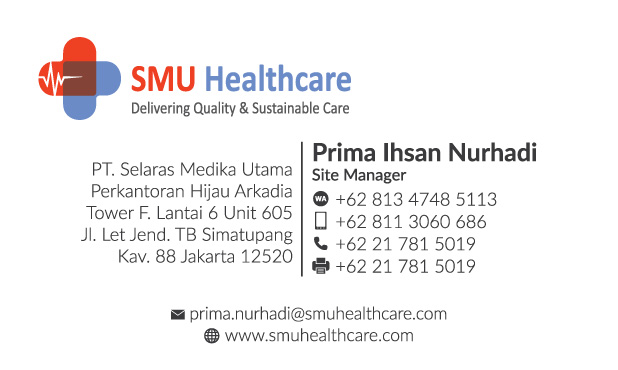 SMU Healthcare
Delivering Quality & Sustainable Care
PT. Selaras Medika Utama
Perkantoran Hijau Arkadia
Tower F. Lantai 6 Unit 605
Jl. Let Jend. TB Simatupang
Kav. 88 Jakarta 12520
Prima Ihsan Nurhadi
Site Manager
WA +62 813 4748 5113
+62 811 3060 686
+62 21 781 5019
+62 21 781 5019
prima.nurhadi@smuhealthcare.com
www.smuhealthcare.com